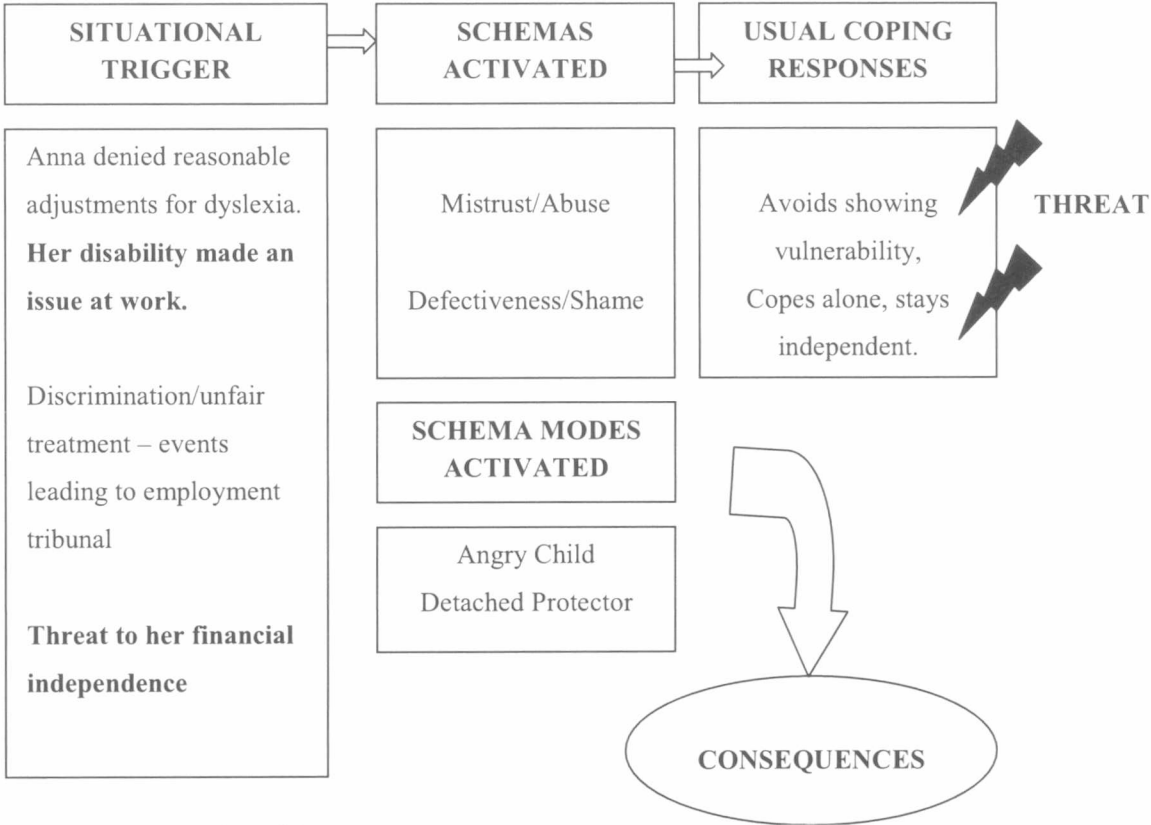 SITUATIONAL
TRIGGER
SCHEMAS
ACTIVATED
USUAL COPING
RESPONSES
Anna denied reasonable
adjustments for dyslexia.
Her disability made an
issue at work.
Discrimination/unfair
treatment – events
leading to employment
tribunal
Threat to her financial
independence
Mistrust/Abuse
Defectiveness/Shame
Avoids showing
vulnerability,
Copes alone, stays
independent.
THREAT
SCHEMA MODES
ACTIVATED
Angry Child
Detached Protector
CONSEQUENCES